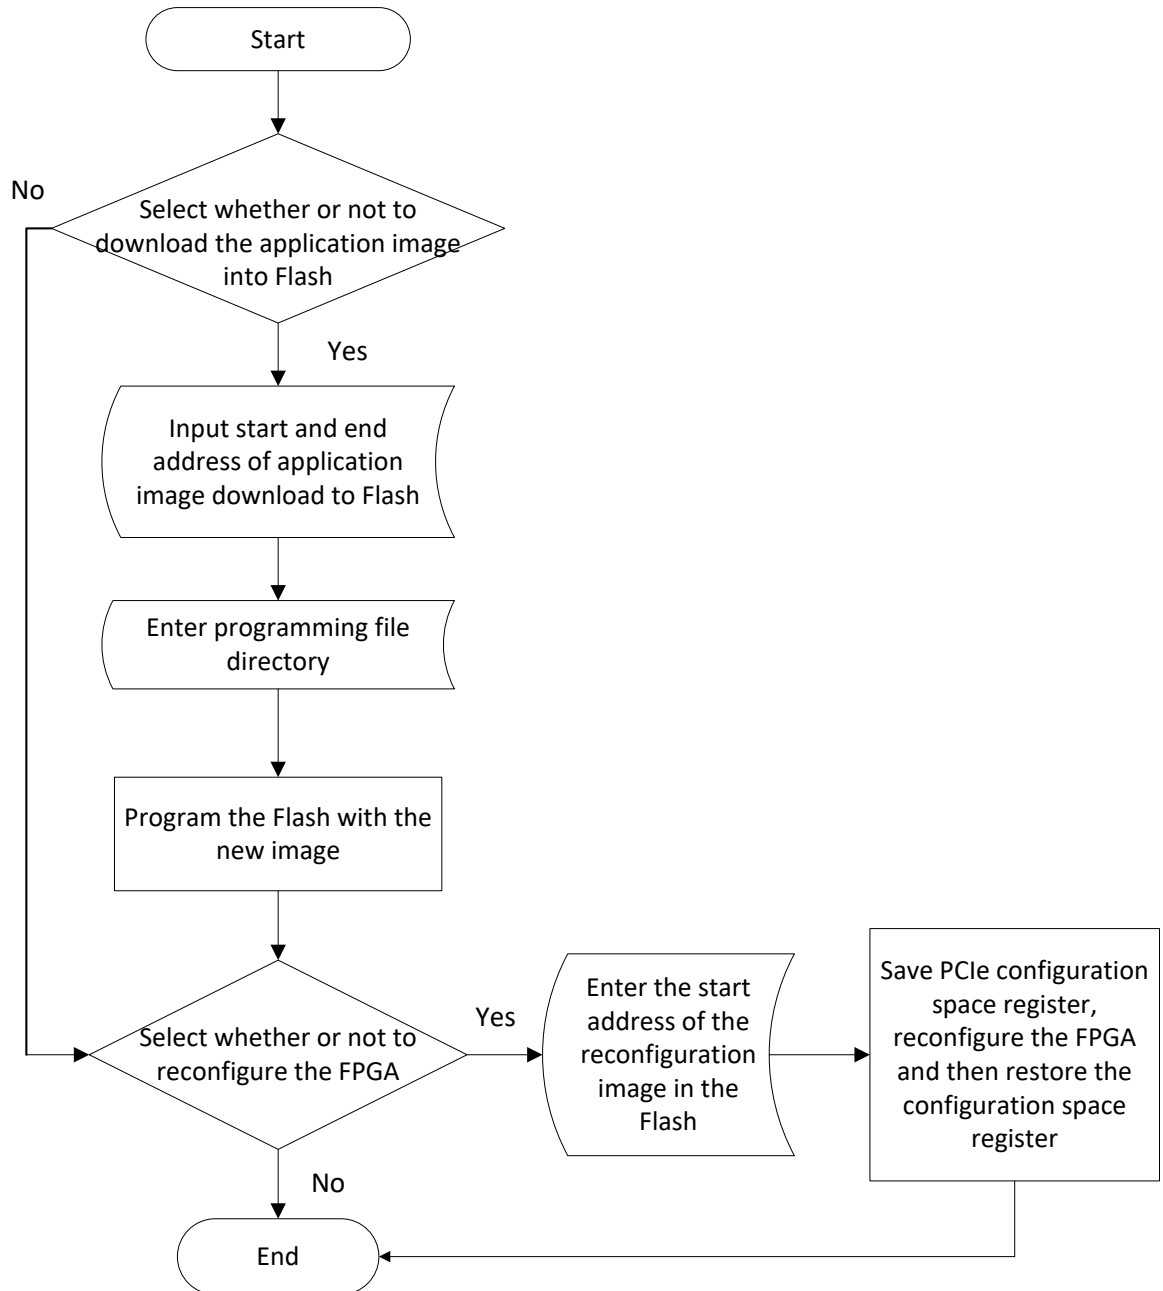 Start
No
Select whether or not to
download the application image
into Flash
Yes
Input start and end
address of application
image download to Flash
Enter programming file
directory
Program the Flash with the
new image
Select whether or not to
reconfigure the FPGA
Yes
Enter the start
address of the
reconfiguration
image in the
Flash
Save PCIe configuration
space register,
reconfigure the FPGA
and then restore the
configuration space
register
No
End